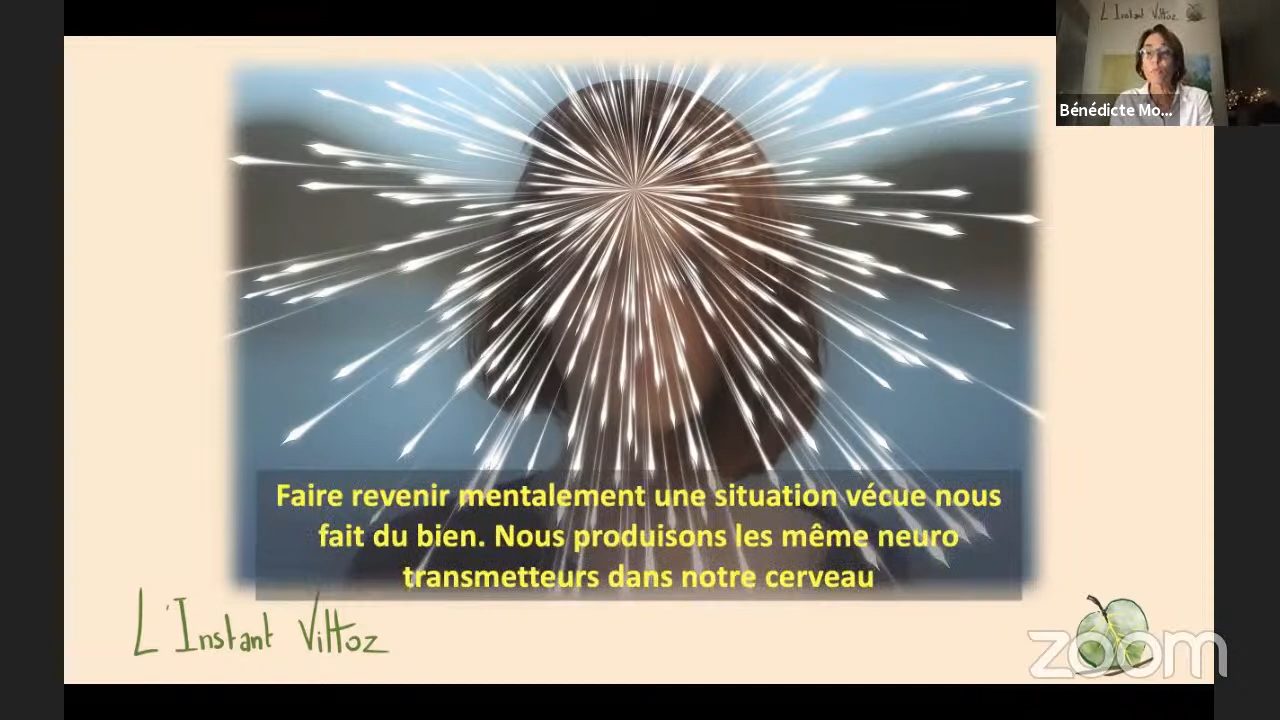 L'Instant Vittoz
Bénédicte Mo...
Faire revenir mentalement une situation vécue nous
fait du bien. Nous produisons les même neuro
transmetteurs dans notre cerveau
L'Instant Vittoz
zoom